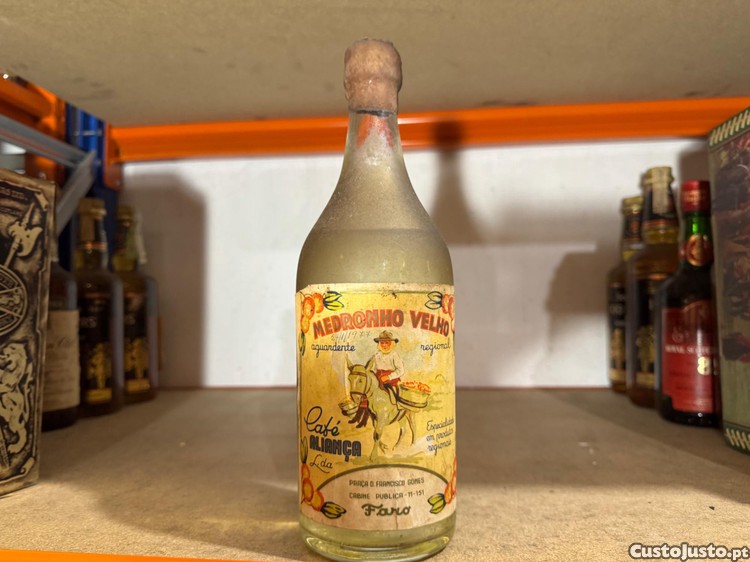 MEDRONHO VELHO
aguardente regional
Café
ALIANÇA
Lda
Especialidades
em produtos
regionais
PRAÇA D. FRANCISCO GOMES
CABINE PUBLICA-11-131
Faro
CustoJusto.pt